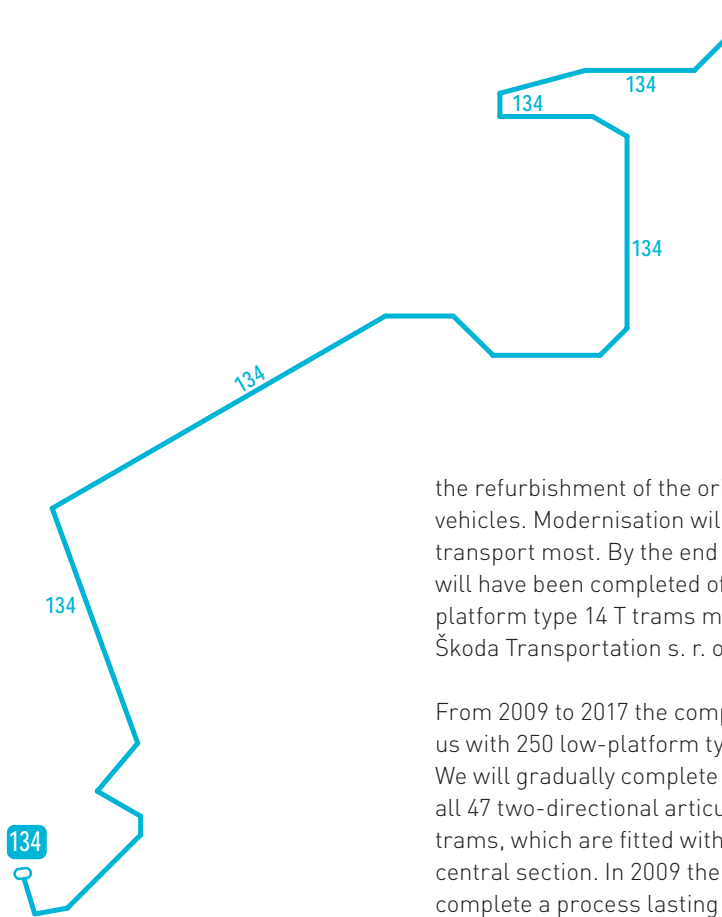 134
134
134
134
134
134
the refurbishment of the or
vehicles. Modernisation wil
transport most. By the end
will have been completed of
platform type 14 T trams m
Škoda Transportation s. r. o
From 2009 to 2017 the comp
us with 250 low-platform ty
We will gradually complete
all 47 two-directional articu
trams, which are fitted with
central section. In 2009 the
complete a process lasting